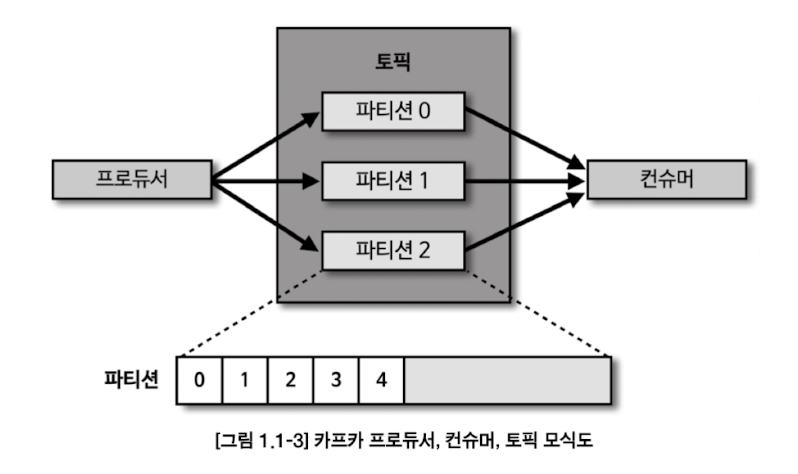 토픽
파티션 0
프로듀서
파티션 1
컨슈머
파티션 2
파티션 0 1 2 3 4
[그림 1.1-3] 카프카 프로듀서, 컨슈머, 토픽 모식도